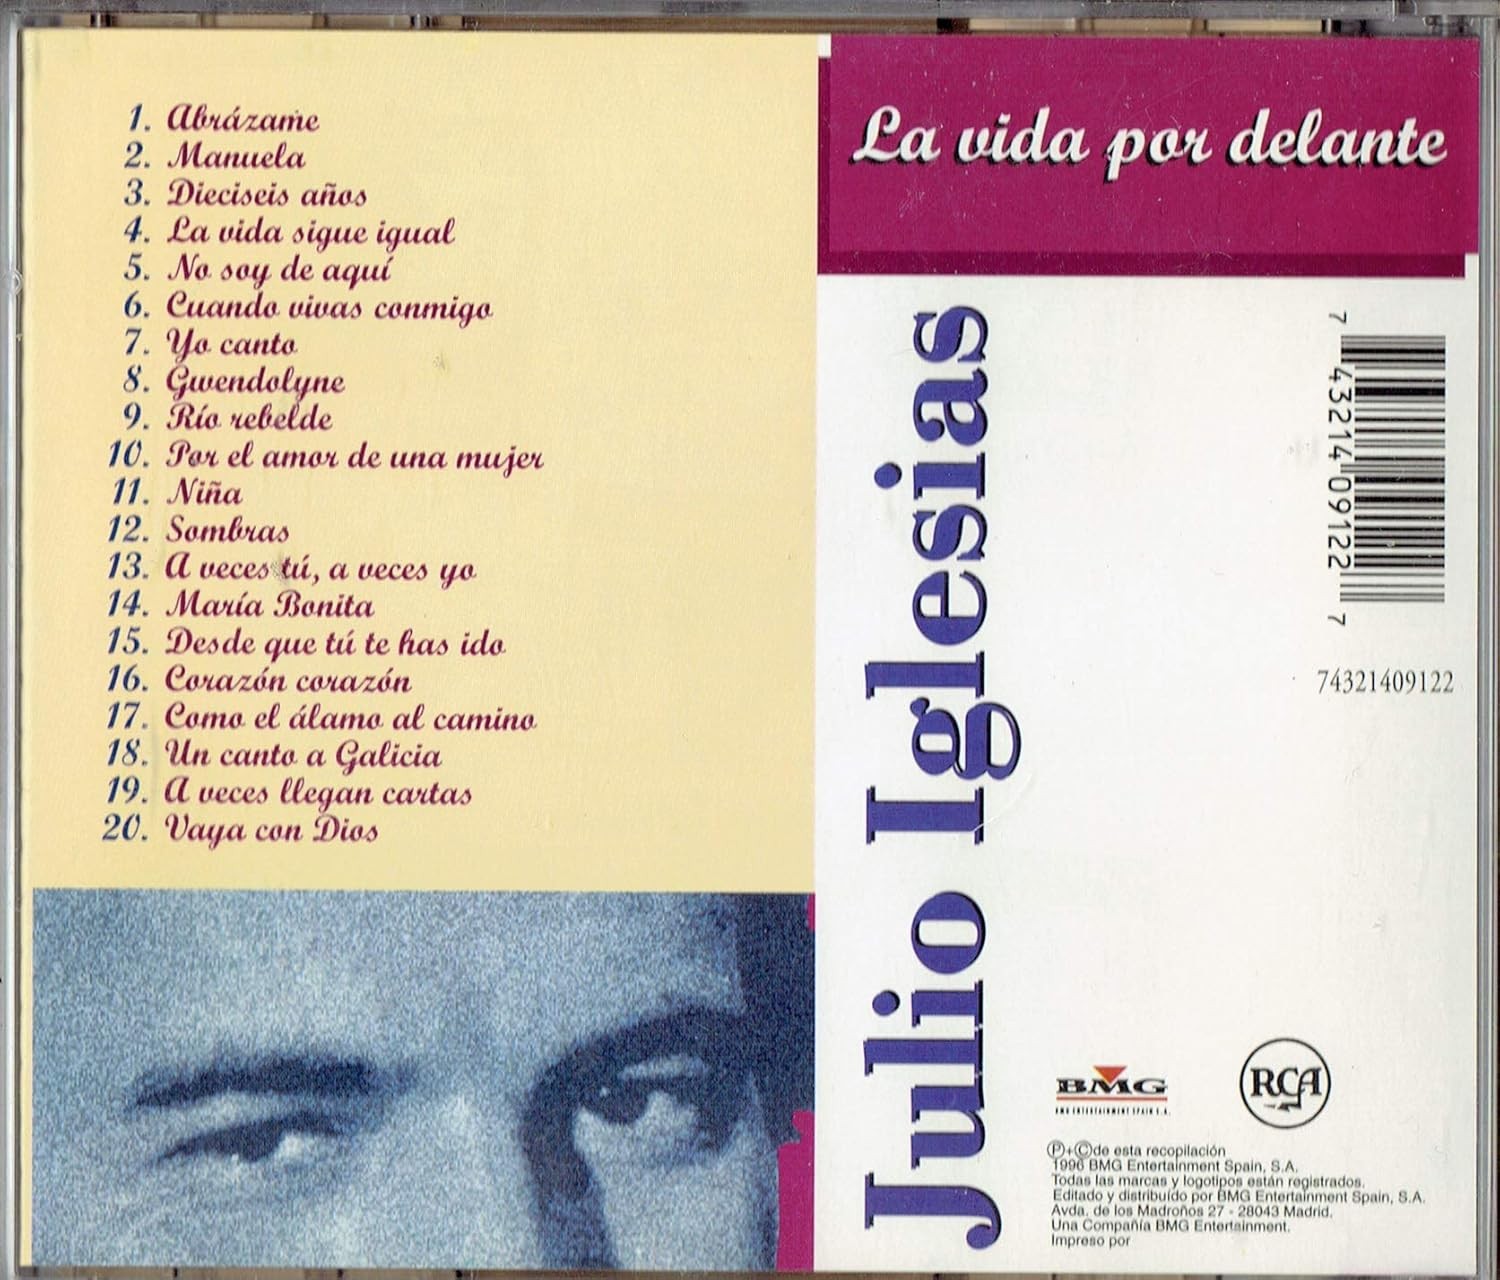 1. Abrázame
2. Manuela
3. Dieciseis años
4. La vida sigue igual
5. No soy de aquí
6. Cuando vivas conmigo
7. Yo canto
8. Gwendolyne
9. Río rebelde
10. Por el amor de una mujer
11. Niña
12. Sombras
13. A veces tú, a veces yo
14. María Bonita
15. Desde que tú te has ido
16. Corazón corazón
17. Como el álamo al camino
18. Un canto a Galicia
19. A veces llegan cartas
20. Vaya con Dios
La vida por delante
Julio Iglesias
7 43214 09122 7
74321409122
BMG
BMG ENTERTAINMENT SPAIN S.A.
RCA
Ⓟ+Ⓒde esta recopilación
1996 BMG Entertainment Spain, S.A.
Todas las marcas y logotipos están registrados.
Editado y distribuído por BMG Entertainment Spain, S.A.
Avda. de los Madroños 27 - 28043 Madrid.
Una Compañía BMG Entertainment.
Impreso por